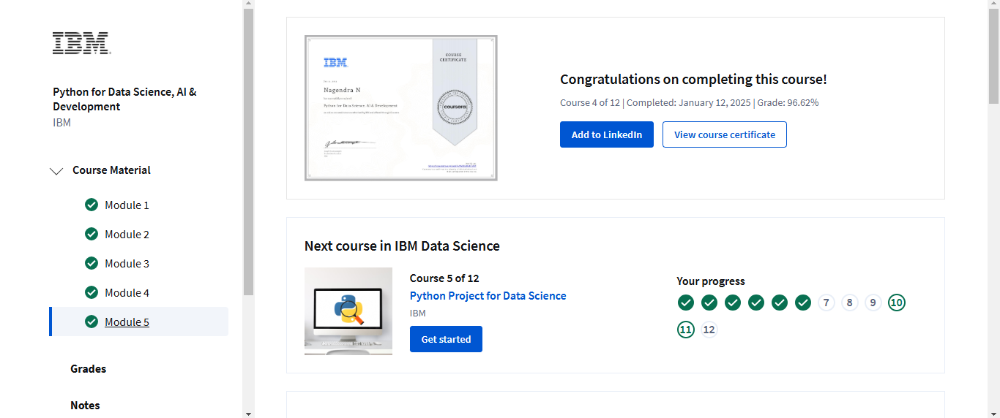 IBM
Python for Data Science, AI &
Development
IBM
Course Material
Module 1
Module 2
Module 3
Module 4
Module 5
Grades
Notes
IBM
COURSE
CERTIFICATE
Nagendra N
has successfully completed
Python for Data Science, AI & Development
coursera
Congratulations on completing this course!
Course 4 of 12 | Completed: January 12, 2025 | Grade: 96.62%
Add to LinkedIn
View course certificate
Next course in IBM Data Science
Course 5 of 12
Python Project for Data Science
IBM
Get started
Your progress
7 8 9 10
11 12